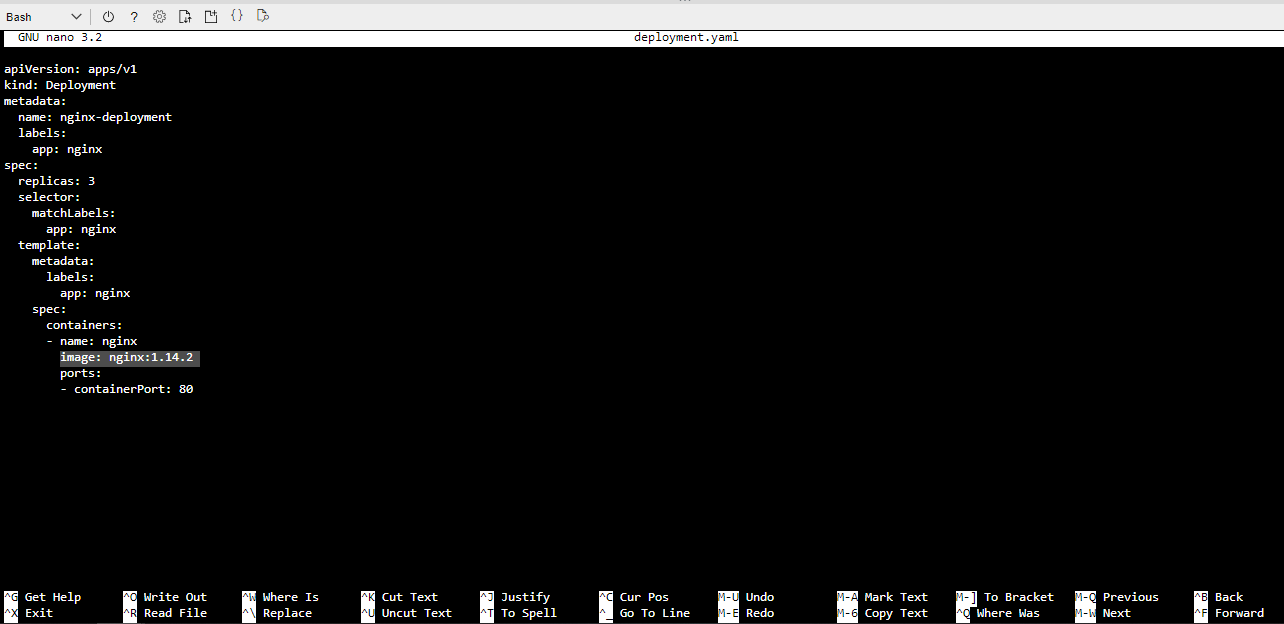 Bash ? {}
GNU nano 3.2 deployment.yaml
apiVersion: apps/v1
kind: Deployment
metadata:
  name: nginx-deployment
  labels:
    app: nginx
spec:
  replicas: 3
  selector:
    matchLabels:
      app: nginx
  template:
    metadata:
      labels:
        app: nginx
    spec:
      containers:
      - name: nginx
        image: nginx:1.14.2
        ports:
        - containerPort: 80
^G Get Help ^O Write Out ^W Where Is ^K Cut Text ^J Justify ^C Cur Pos M-U Undo M-A Mark Text M-] To Bracket M-Q Previous ^B Back
^X Exit ^R Read File ^\ Replace ^U Uncut Text ^T To Spell ^_ Go To Line M-E Redo M-6 Copy Text ^Q Where Was M-W Next ^F Forward